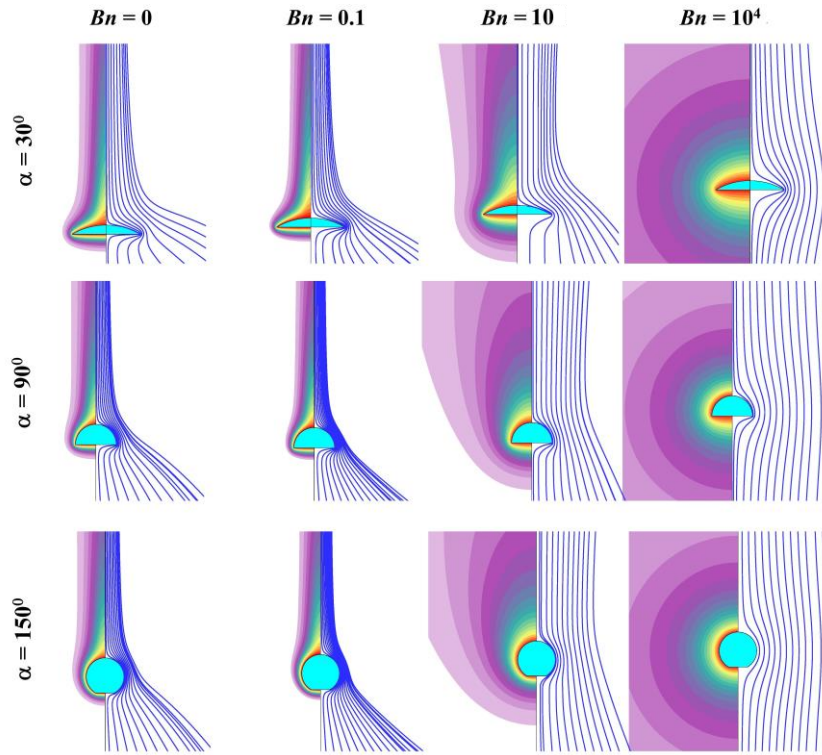 Bn = 0 Bn = 0.1 Bn = 10 Bn = 10⁴
α = 30⁰
α = 90⁰
α = 150⁰